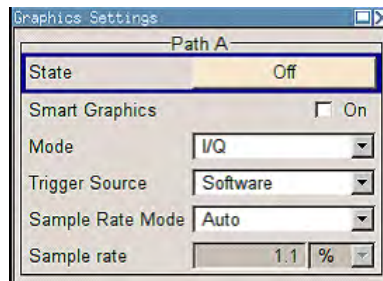 Graphics Settings
Path A
State Off
Smart Graphics On
Mode I/Q
Trigger Source Software
Sample Rate Mode Auto
Sample rate 1.1 %